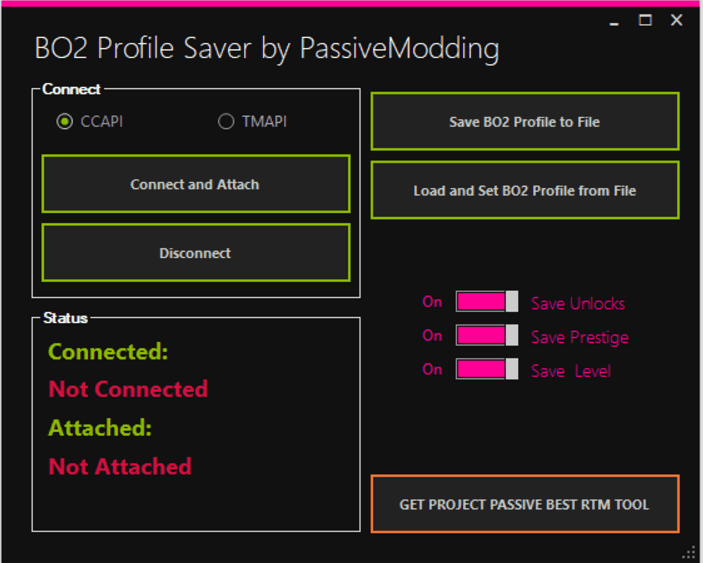 BO2 Profile Saver by PassiveModding
Connect
CCAPI
TMAPI
Connect and Attach
Disconnect
Status
Connected:
Not Connected
Attached:
Not Attached
Save BO2 Profile to File
Load and Set BO2 Profile from File
On Save Unlocks
On Save Prestige
On Save Level
GET PROJECT PASSIVE BEST RTM TOOL